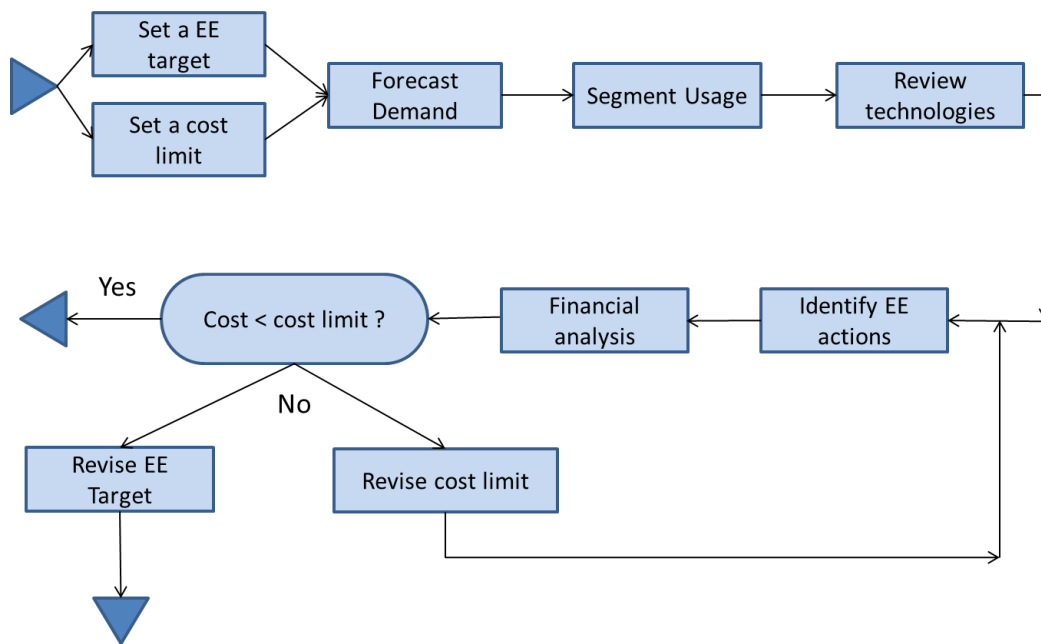 Set a EE
target
Set a cost
limit
Forecast
Demand
Segment Usage
Review
technologies
Yes
Cost < cost limit ?
Financial
analysis
Identify EE
actions
No
Revise EE
Target
Revise cost limit